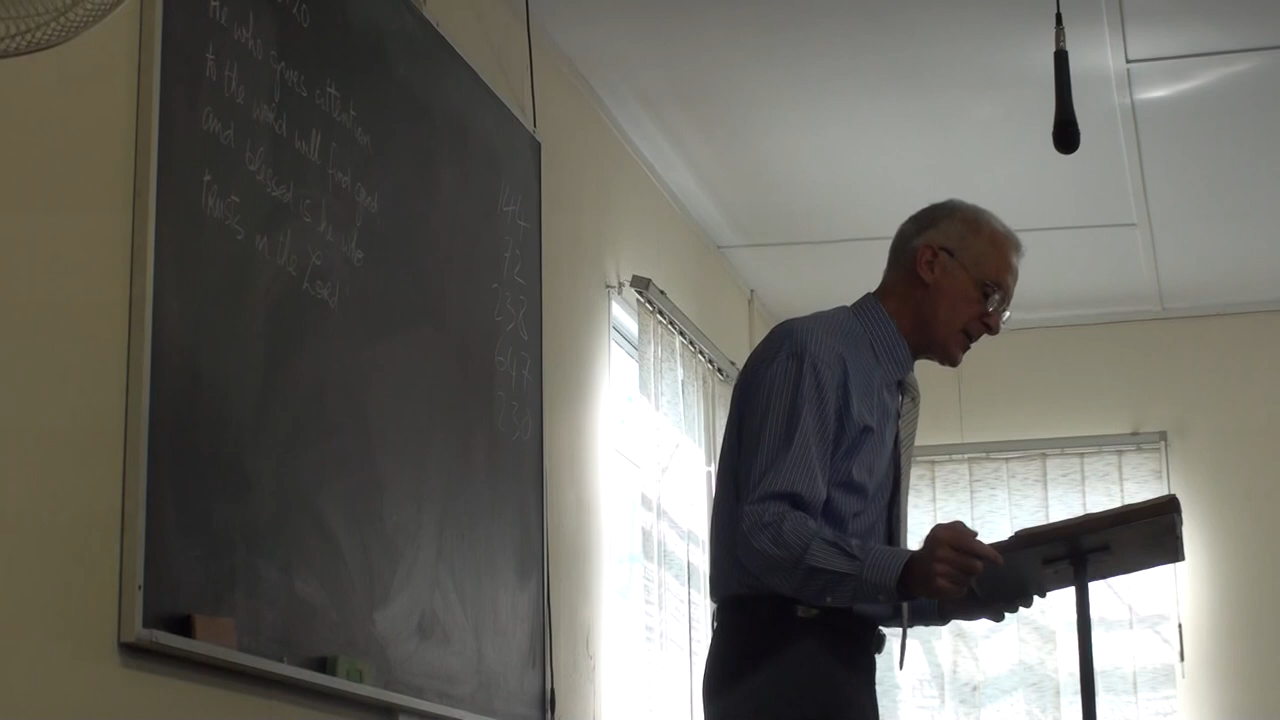 :20
He who gives attention
to the word will find good
and blessed is he who
trusts in the Lord
144
72
238
647
230